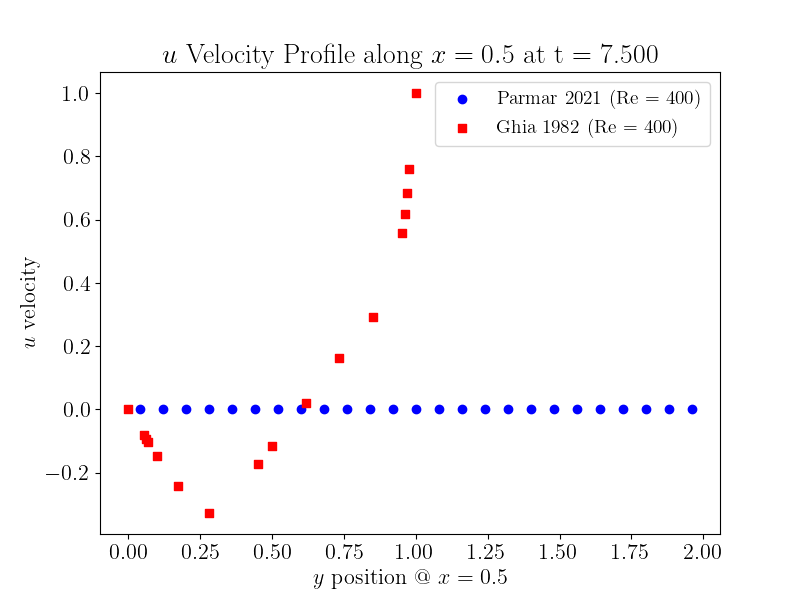 u Velocity Profile along x = 0.5 at t = 7.500
Parmar 2021 (Re = 400)
Ghia 1982 (Re = 400)
1.0
0.8
0.6
0.4
0.2
0.0
−0.2
u velocity
0.00 0.25 0.50 0.75 1.00 1.25 1.50 1.75 2.00
y position @ x = 0.5